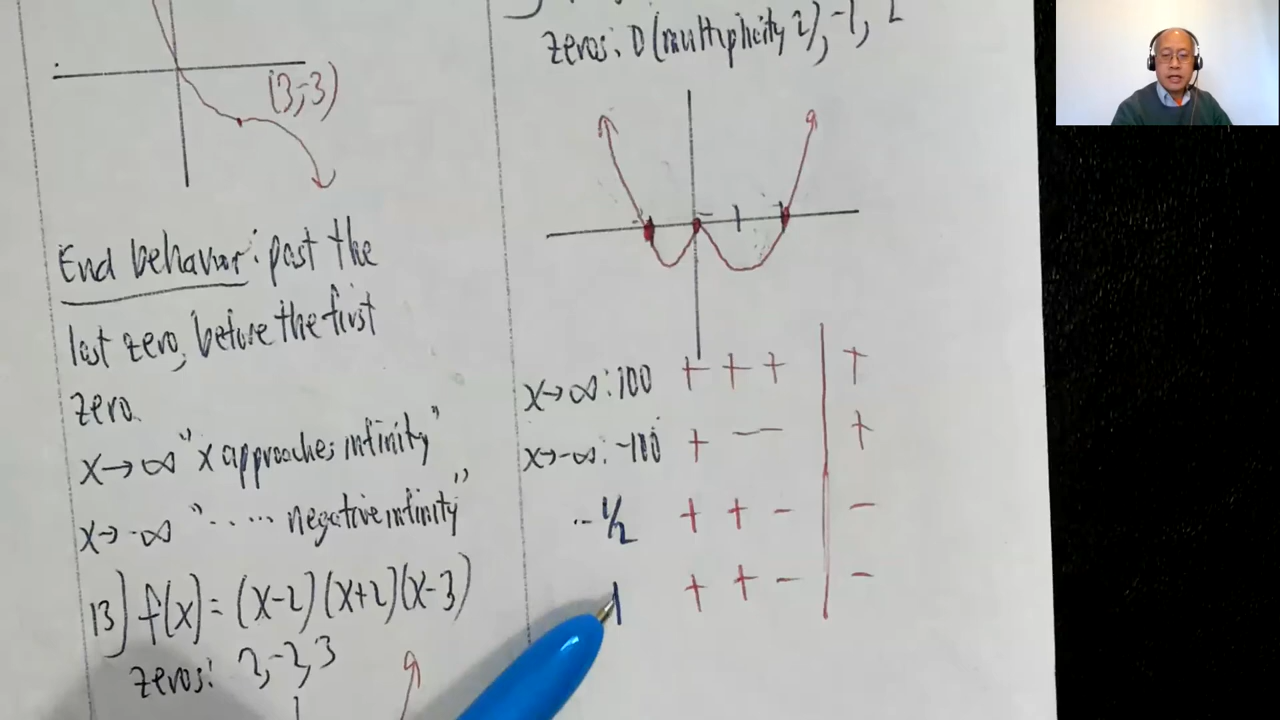 (3,-3)
End behavior: past the
last zero, before the first
zero.
x→∞ "x approaches infinity"
x→-∞ "..... negative infinity"
13) f(x) = (x-2)(x+2)(x-3)
zeros: 2,-2,3
zeros: 0 (multiplicity 2), -1, 2
x→∞: 100 + + + | +
x→-∞: -100 + - - | +
-1/2 + + - | -
1 + + - | -